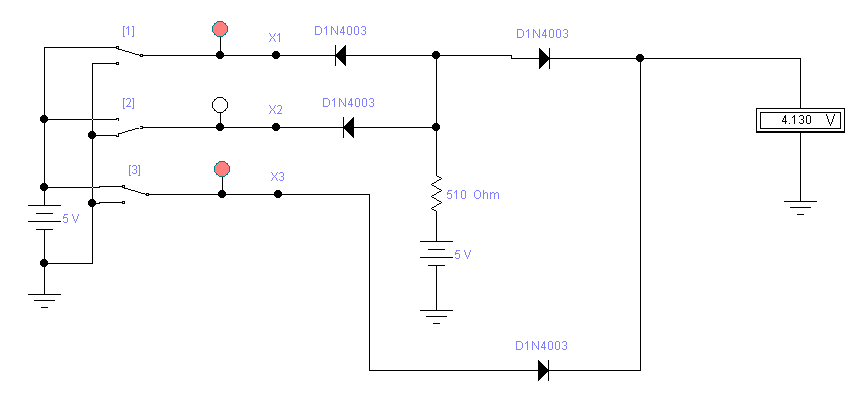 [1]
X1
D1N4003
D1N4003
[2]
X2
D1N4003
4.130 V
[3]
X3
510 Ohm
5 V
5 V
D1N4003